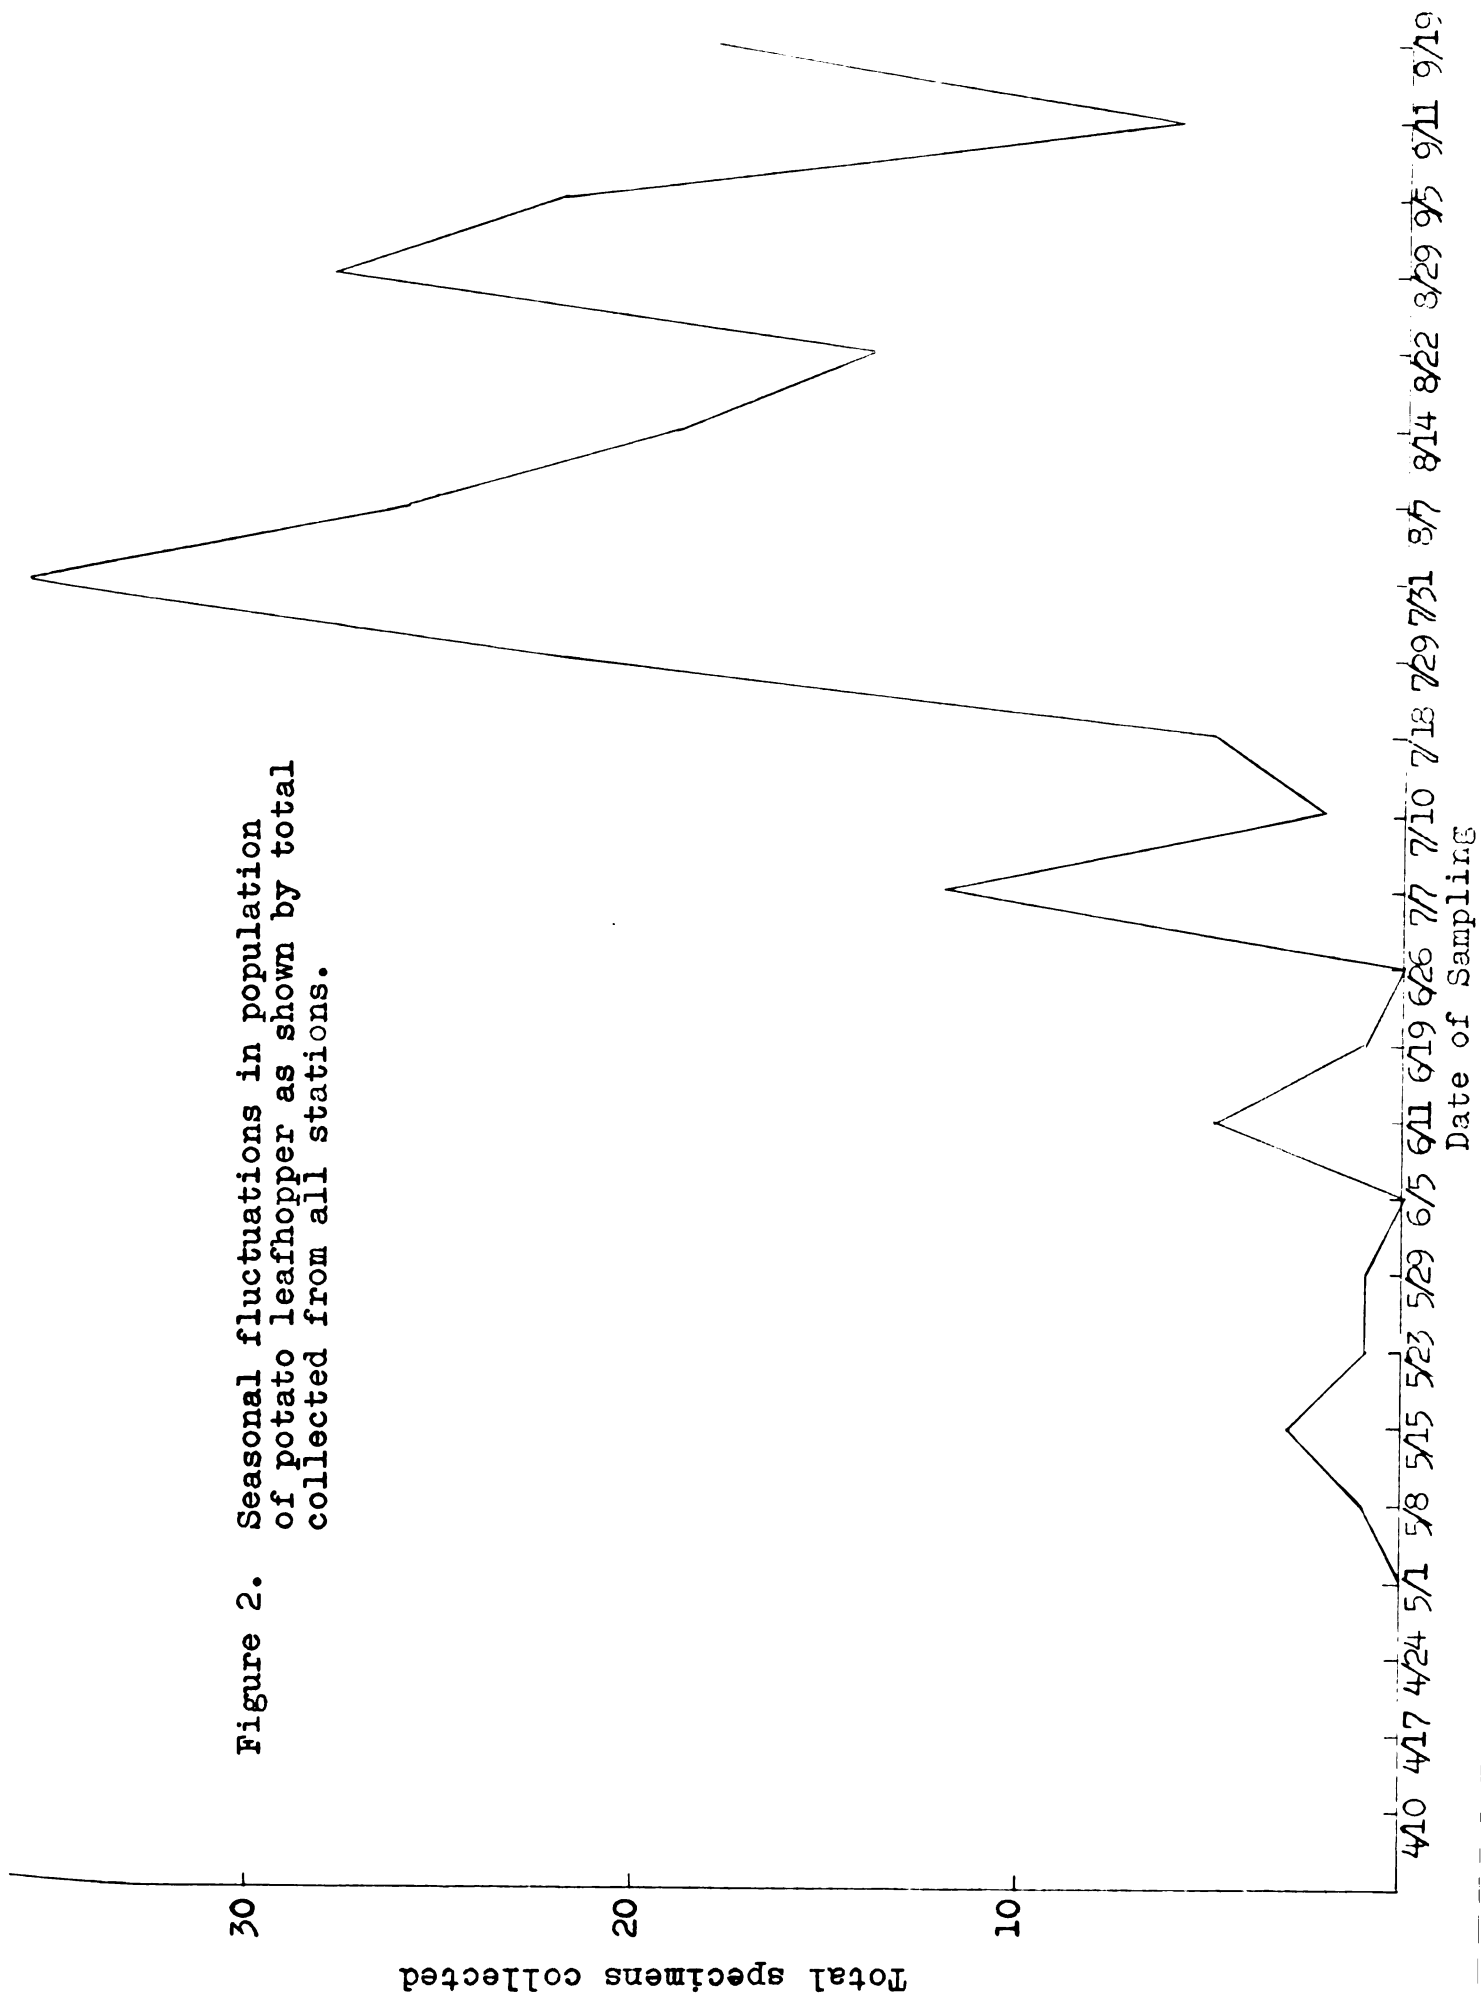 Figure 2. Seasonal fluctuations in population
of potato leafhopper as shown by total
collected from all stations.
Total specimens collected
30
20
10
4/10 4/17 4/24 5/1 5/8 5/15 5/23 5/29 6/5 6/11 6/19 6/26 7/7 7/10 7/18 7/29 7/31 8/7 8/14 8/22 8/29 9/5 9/11 9/19
Date of Sampling